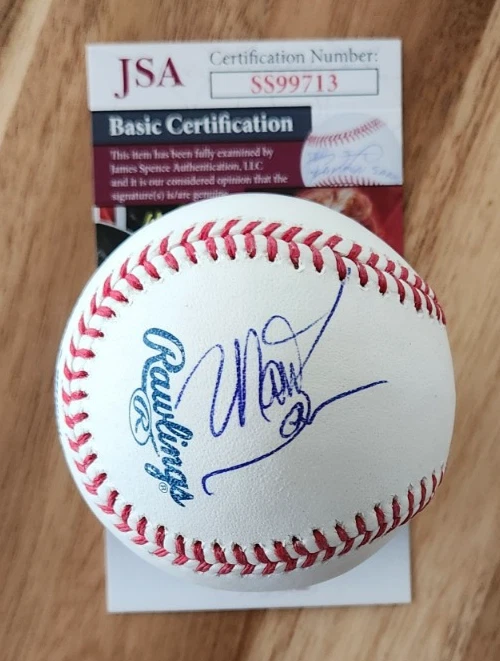 JSA
Certification Number:
SS99713
Basic Certification
This item has been fully examined by
James Spence Authentication, LLC
and it is our considered opinion that the
signature(s) is/are genuine
Rawlings®
R